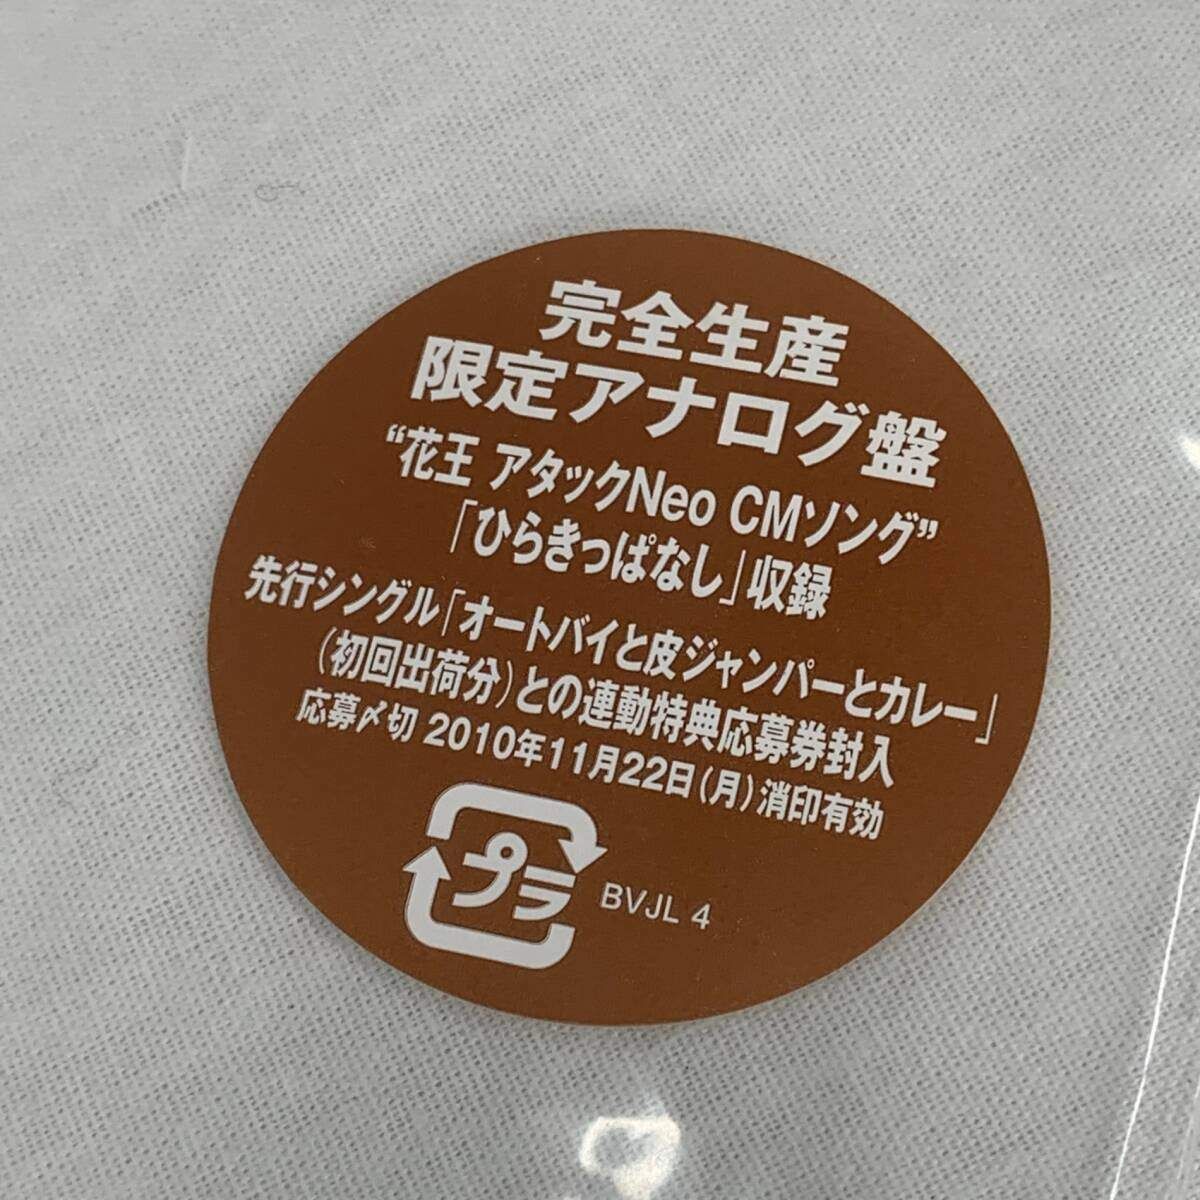 完全生産
限定アナログ盤
“花王 アタックNeo CMソング”
「ひらきっぱなし」収録
先行シングル「オートバイと皮ジャンパーとカレー」
(初回出荷分)との連動特典応募券封入
応募〆切 2010年11月22日(月)消印有効
プラ
BVJL 4